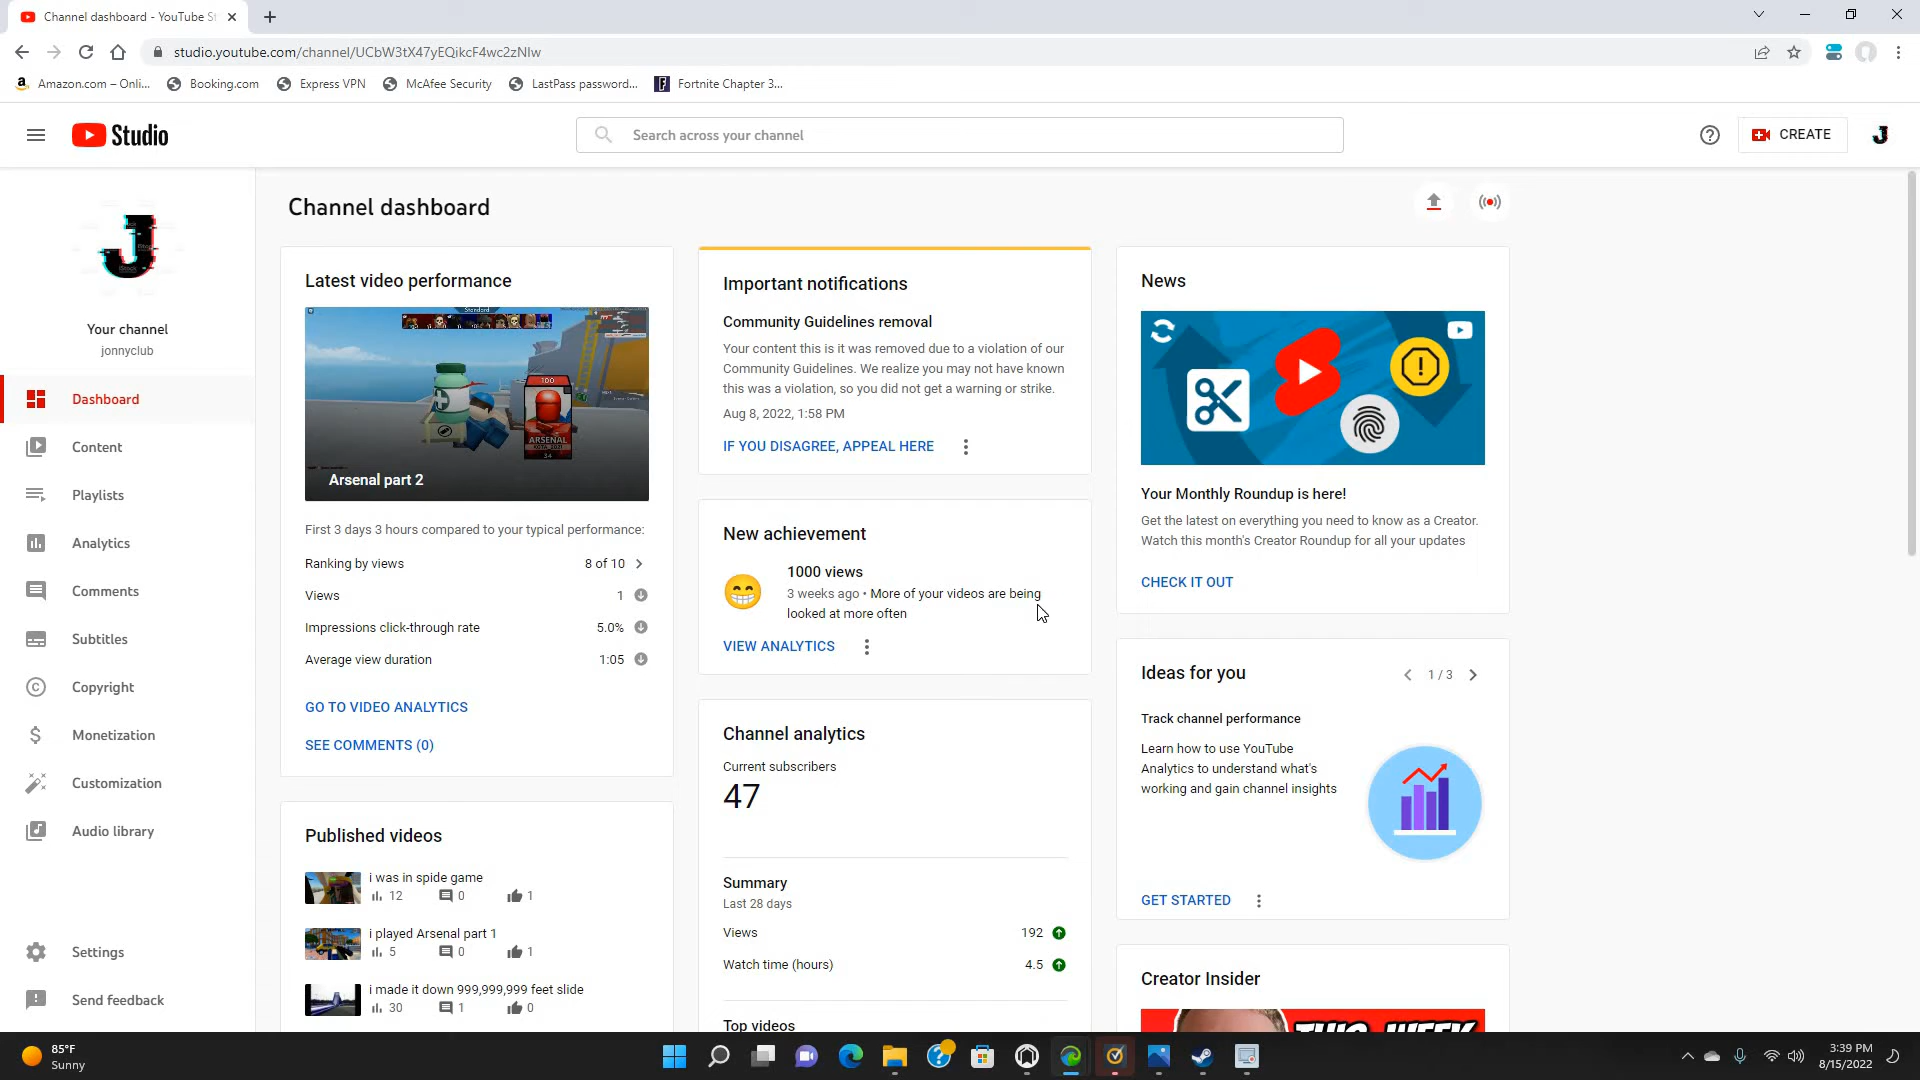 Channel dashboard - YouTube St
studio.youtube.com/channel/UCbW3tX47yEQikcF4wc2zNIw
Amazon.com – Onli...
Booking.com
Express VPN
McAfee Security
LastPass password...
Fortnite Chapter 3...
Studio
Search across your channel
CREATE
J
Channel dashboard
J
Your channel
jonnyclub
Dashboard
Content
Playlists
Analytics
Comments
Subtitles
Copyright
Monetization
Customization
Audio library
Settings
Send feedback
Latest video performance
Standard
100
ARSENAL
34
Arsenal part 2
First 3 days 3 hours compared to your typical performance:
Ranking by views 8 of 10
Views 1
Impressions click-through rate 5.0%
Average view duration 1:05
GO TO VIDEO ANALYTICS
SEE COMMENTS (0)
Published videos
i was in spide game
12 0 1
i played Arsenal part 1
5 0 1
i made it down 999,999,999 feet slide
30 1 0
Important notifications
Community Guidelines removal
Your content this is it was removed due to a violation of our
Community Guidelines. We realize you may not have known
this was a violation, so you did not get a warning or strike.
Aug 8, 2022, 1:58 PM
IF YOU DISAGREE, APPEAL HERE
New achievement
1000 views
3 weeks ago • More of your videos are being
looked at more often
VIEW ANALYTICS
Channel analytics
Current subscribers
47
Summary
Last 28 days
Views 192
Watch time (hours) 4.5
Top videos
News
Your Monthly Roundup is here!
Get the latest on everything you need to know as a Creator.
Watch this month's Creator Roundup for all your updates
CHECK IT OUT
Ideas for you
1 / 3
Track channel performance
Learn how to use YouTube
Analytics to understand what's
working and gain channel insights
GET STARTED
Creator Insider
THIS WEEK
85°F
Sunny
3:39 PM
8/15/2022